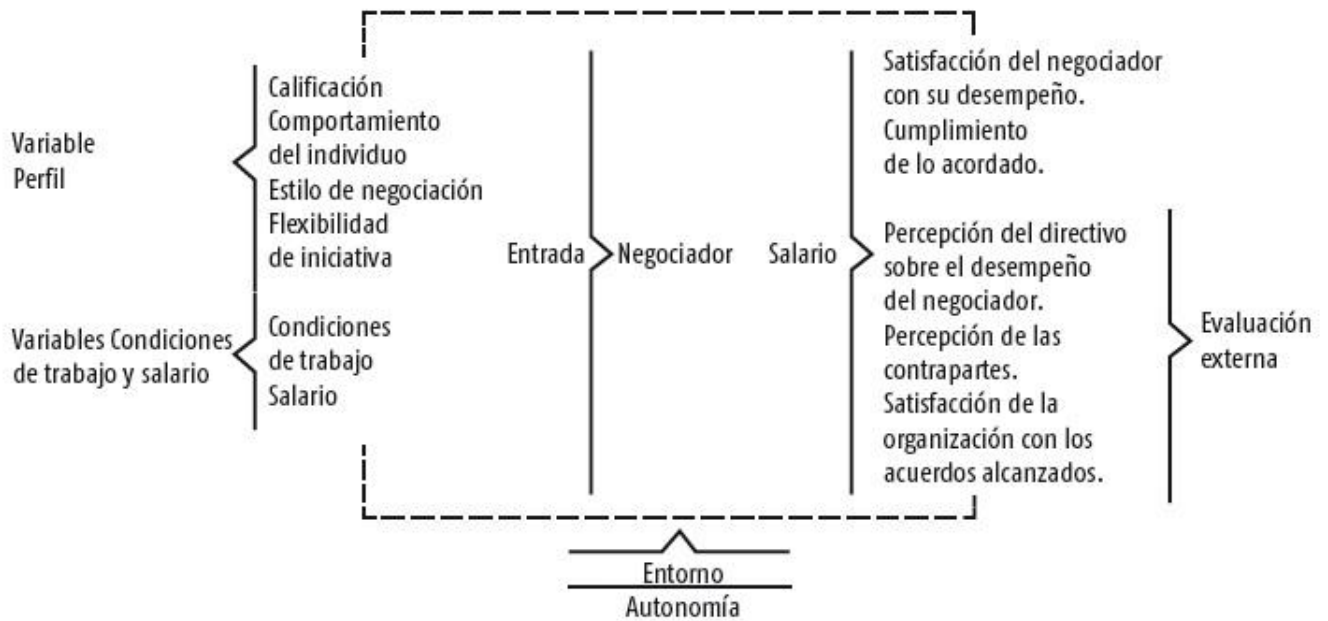 Variable
Perfil
Calificación
Comportamiento
del individuo
Estilo de negociación
Flexibilidad
de iniciativa
Variables Condiciones
de trabajo y salario
Condiciones
de trabajo
Salario
Entrada
Negociador
Salario
Satisfacción del negociador
con su desempeño.
Cumplimiento
de lo acordado.
Percepción del directivo
sobre el desempeño
del negociador.
Percepción de las
contrapartes.
Satisfacción de la
organización con los
acuerdos alcanzados.
Evaluación
externa
Entorno
Autonomía